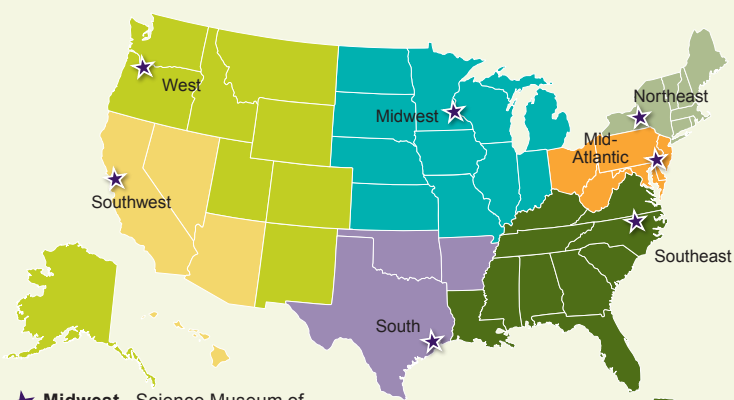 West
Northeast
Midwest
Mid-
Atlantic
Southwest
Southeast
South
Midwest - Science Museum of